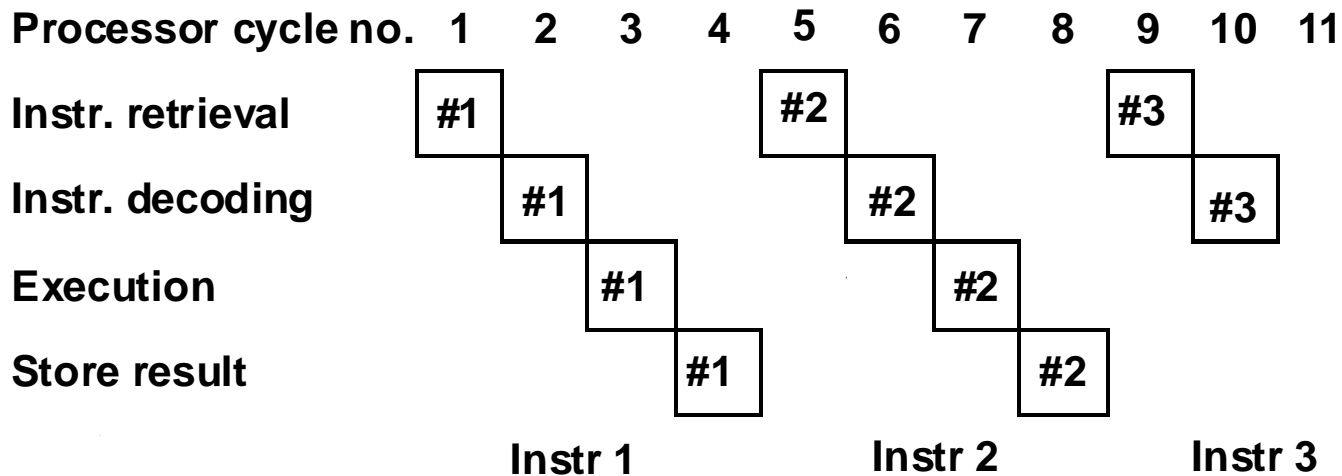 Processor cycle no. 1 2 3 4 5 6 7 8 9 10 11
Instr. retrieval #1 #2 #3
Instr. decoding #1 #2 #3
Execution #1 #2
Store result #1 #2
Instr 1 Instr 2 Instr 3